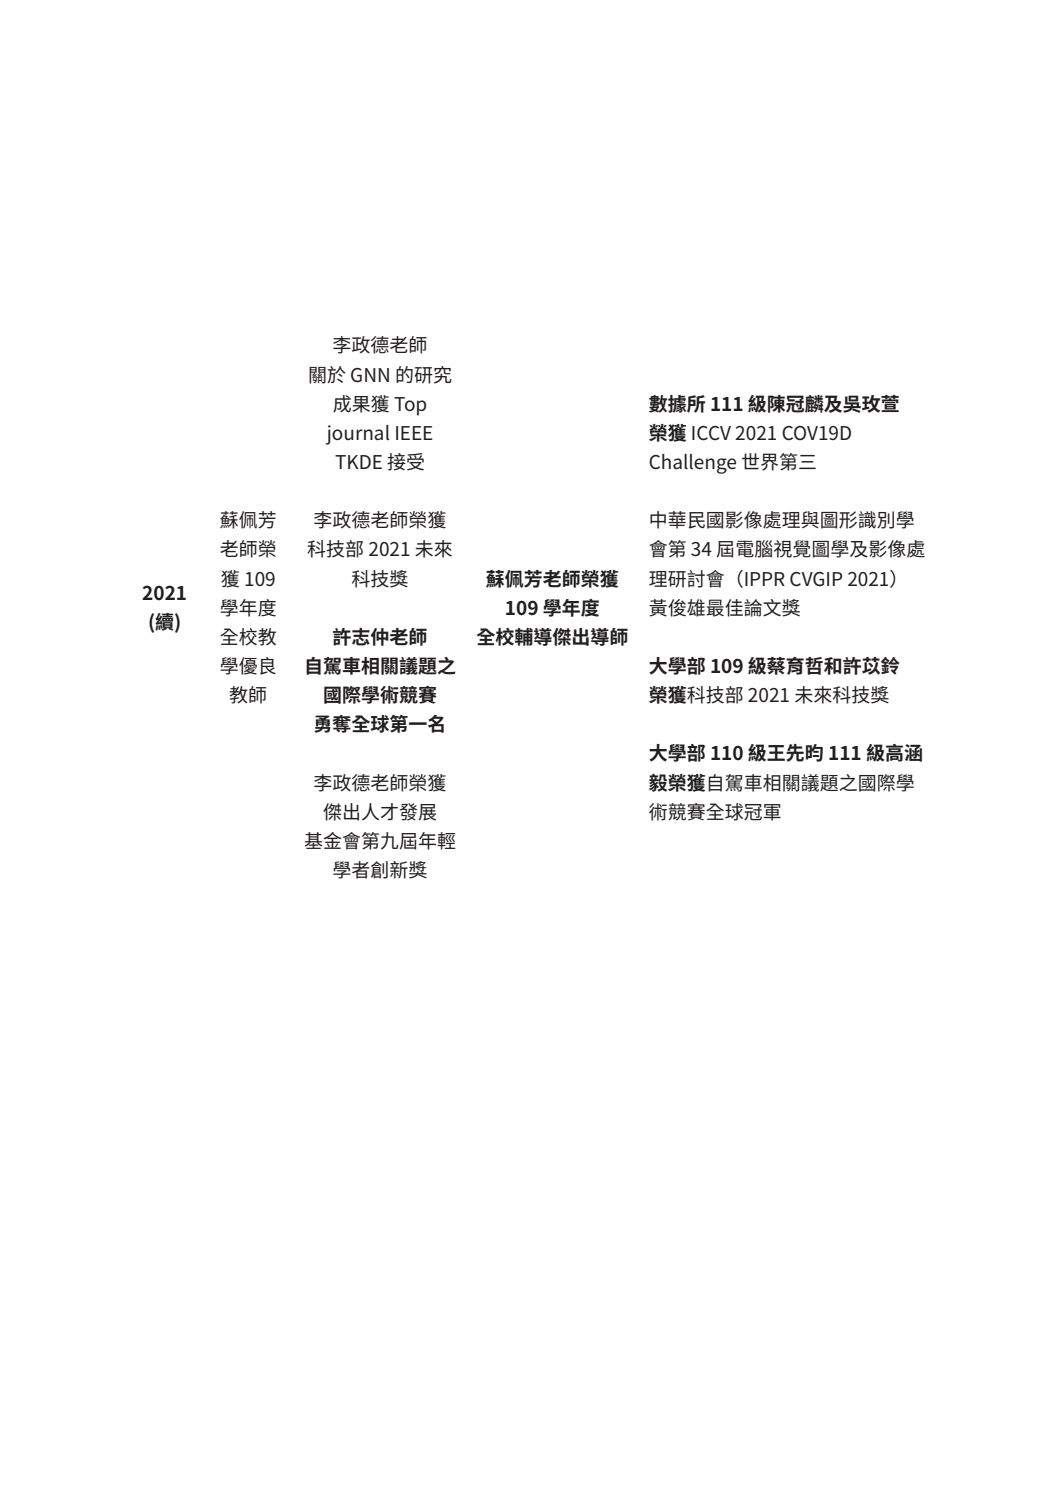 2021
(續)
蘇佩芳
老師榮
獲 109
學年度
全校教
學優良
教師
李政德老師
關於 GNN 的研究
成果獲 Top
journal IEEE
TKDE 接受
李政德老師榮獲
科技部 2021 未來
科技獎
許志仲老師
自駕車相關議題之
國際學術競賽
勇奪全球第一名
李政德老師榮獲
傑出人才發展
基金會第九屆年輕
學者創新獎
蘇佩芳老師榮獲
109 學年度
全校輔導傑出導師
數據所 111 級陳冠麟及吳玫萱
榮獲 ICCV 2021 COV19D
Challenge 世界第三
中華民國影像處理與圖形識別學
會第 34 屆電腦視覺圖學及影像處
理研討會（IPPR CVGIP 2021）
黃俊雄最佳論文獎
大學部 109 級蔡育哲和許苡鈴
榮獲科技部 2021 未來科技獎
大學部 110 級王先昀 111 級高涵
毅榮獲自駕車相關議題之國際學
術競賽全球冠軍